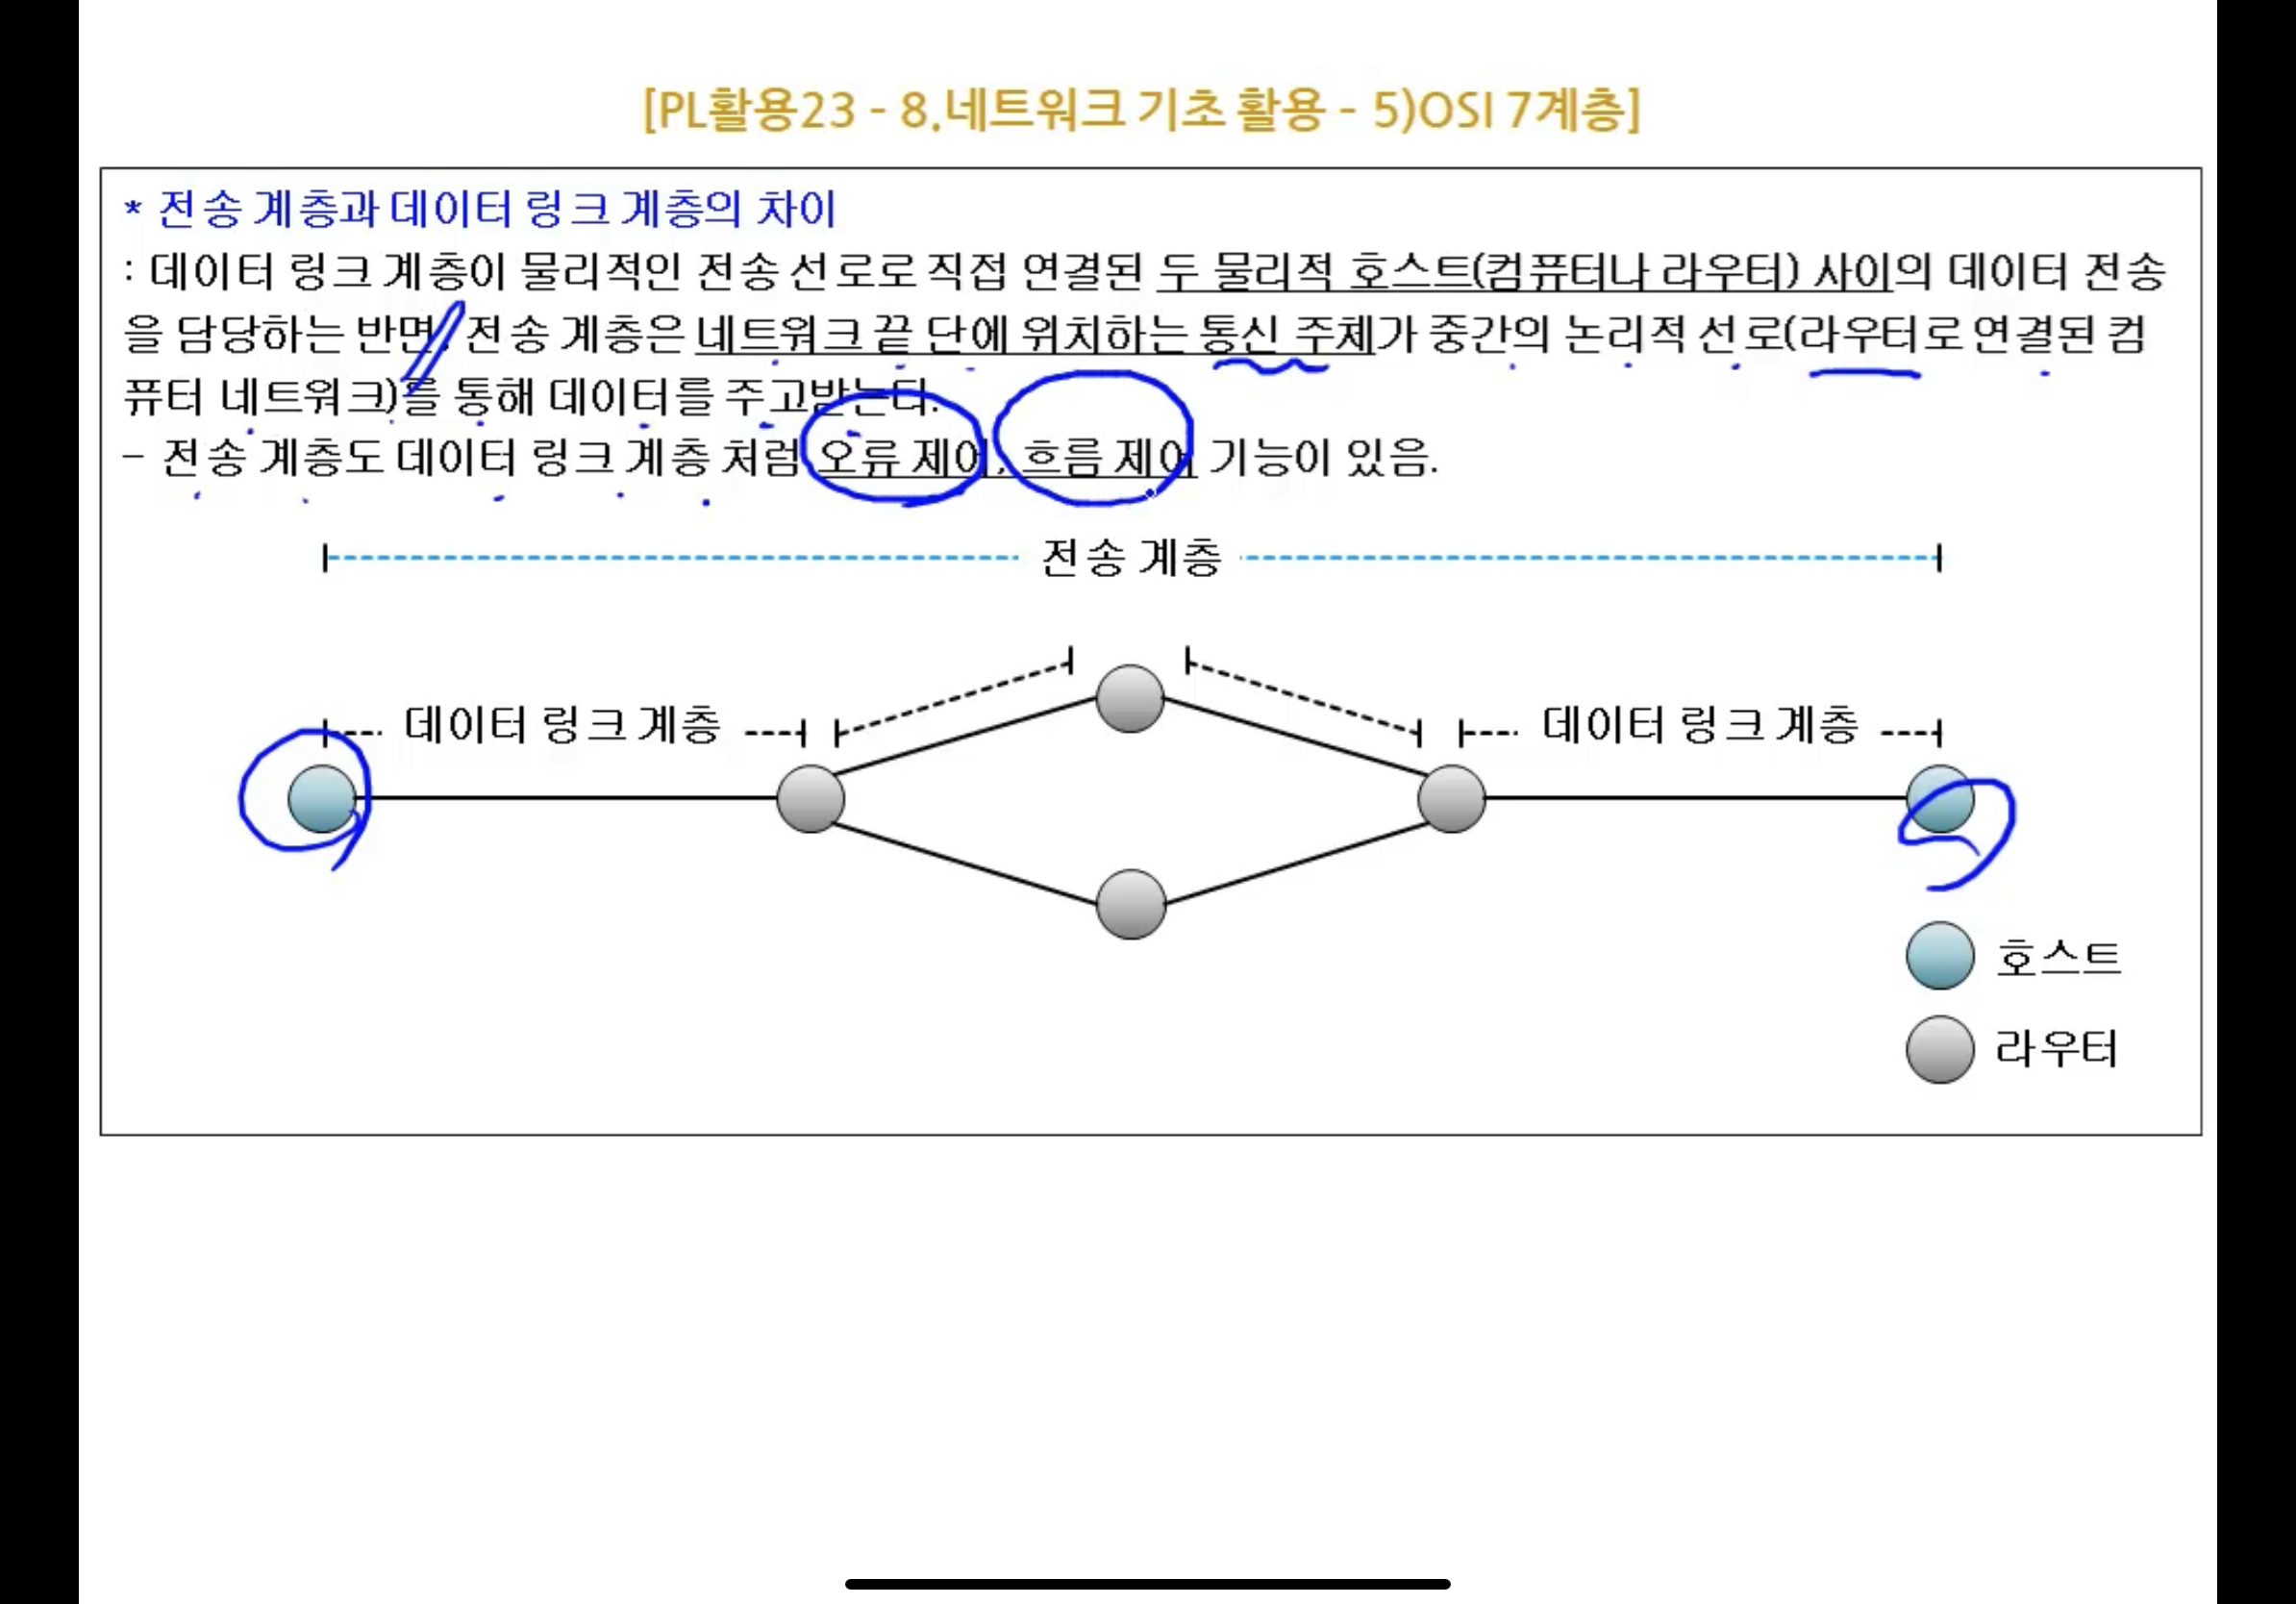 [PL활용23 - 8.네트워크 기초 활용 - 5)OSI 7계층]
* 전송 계층과 데이터 링크 계층의 차이
: 데이터 링크 계층이 물리적인 전송 선로로 직접 연결된 두 물리적 호스트(컴퓨터나 라우터) 사이의 데이터 전송
을 담당하는 반면, 전송 계층은 네트워크 끝 단에 위치하는 통신 주체가 중간의 논리적 선로(라우터로 연결된 컴
퓨터 네트워크)를 통해 데이터를 주고받는다.
- 전송 계층도 데이터 링크 계층 처럼 오류 제어, 흐름 제어 기능이 있음.
전송 계층
데이터 링크 계층 데이터 링크 계층
호스트
라우터